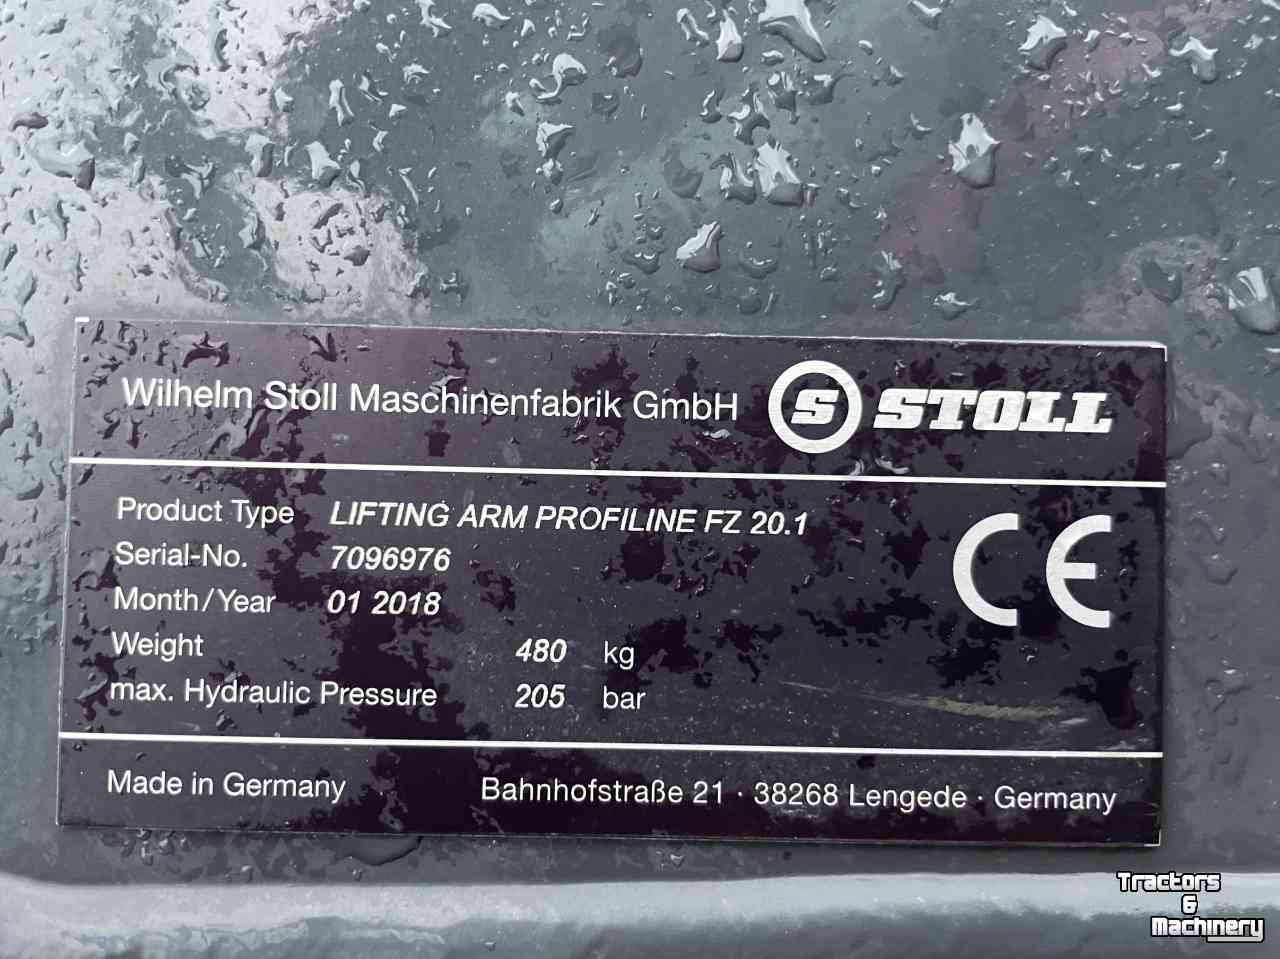 Wilhelm Stoll Maschinenfabrik GmbH S STOLL
Product Type LIFTING ARM PROFILINE FZ 20.1
Serial-No. 7096976
Month/Year 01 2018
Weight 480 kg
max. Hydraulic Pressure 205 bar
CE
Made in Germany Bahnhofstraße 21 · 38268 Lengede · Germany
Tractors
&
Machinery